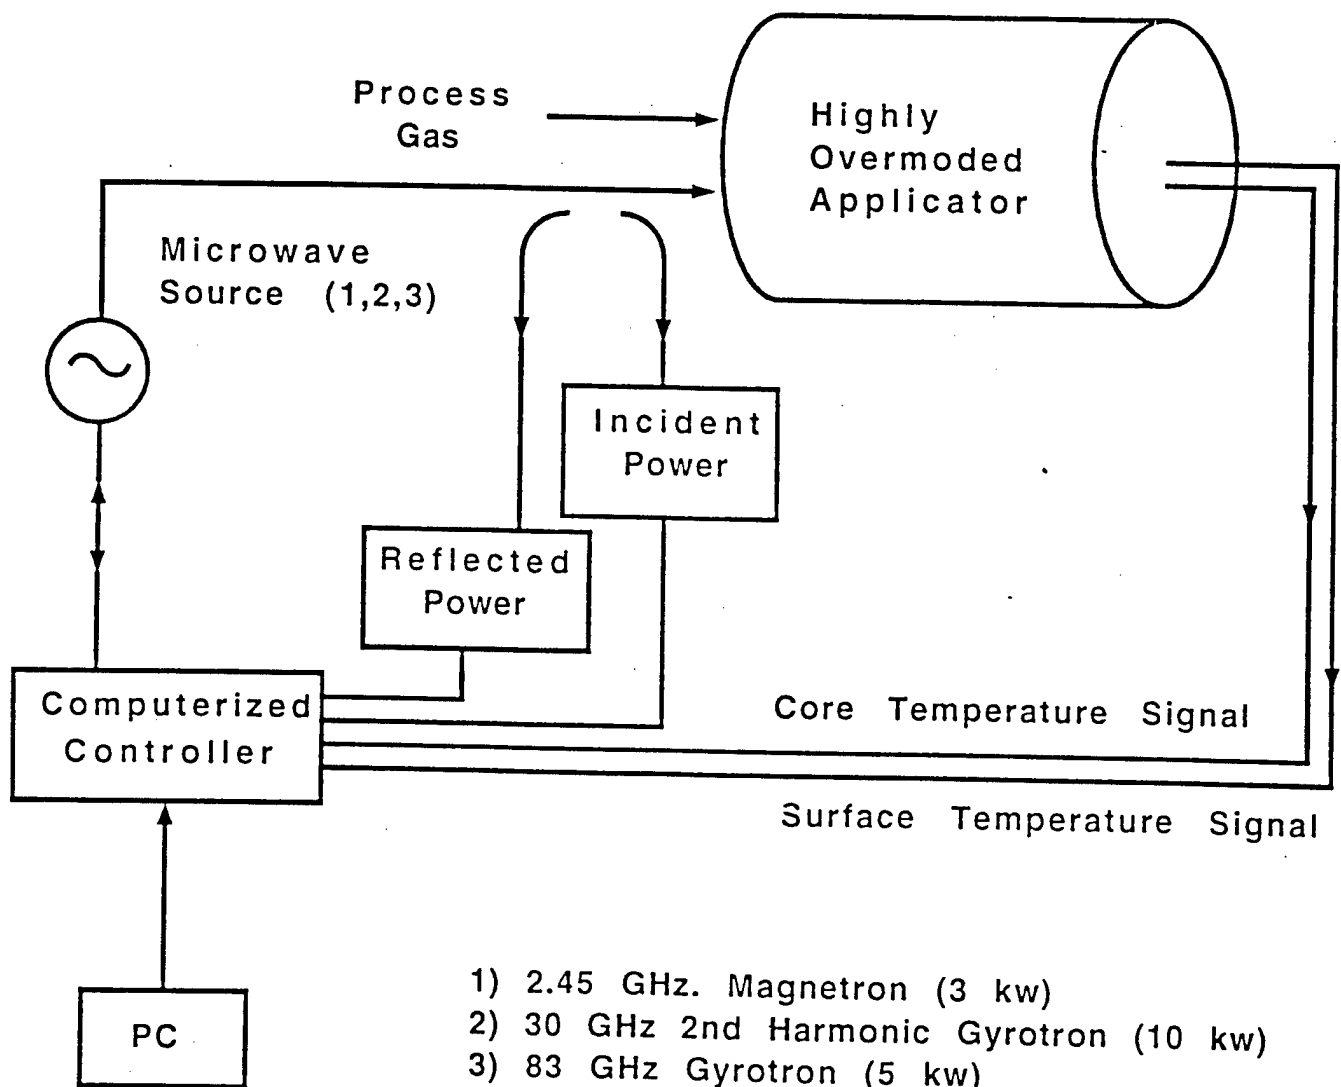 Process
Gas
Highly
Overmoded
Applicator
Microwave
Source (1,2,3)
Incident
Power
Reflected
Power
Computerized
Controller
Core Temperature Signal
Surface Temperature Signal
PC
1) 2.45 GHz. Magnetron (3 kw)
2) 30 GHz 2nd Harmonic Gyrotron (10 kw)
3) 83 GHz Gyrotron (5 kw)